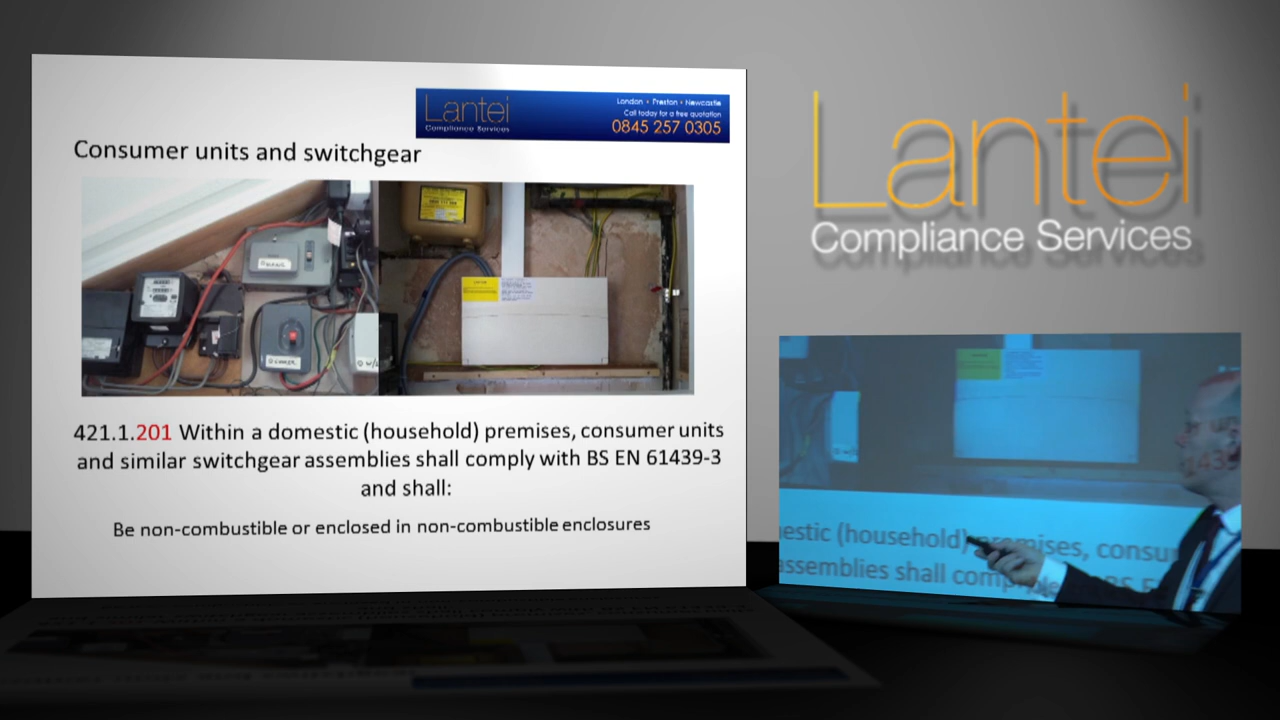 Lantei
Compliance Services
London • Preston • Newcastle
Call today for a free quotation
0845 257 0305
Consumer units and switchgear
421.1.201 Within a domestic (household) premises, consumer units
and similar switchgear assemblies shall comply with BS EN 61439-3
and shall:
Be non-combustible or enclosed in non-combustible enclosures
Lantei
Compliance Services
estic (household) premises, consu
assemblies shall comp